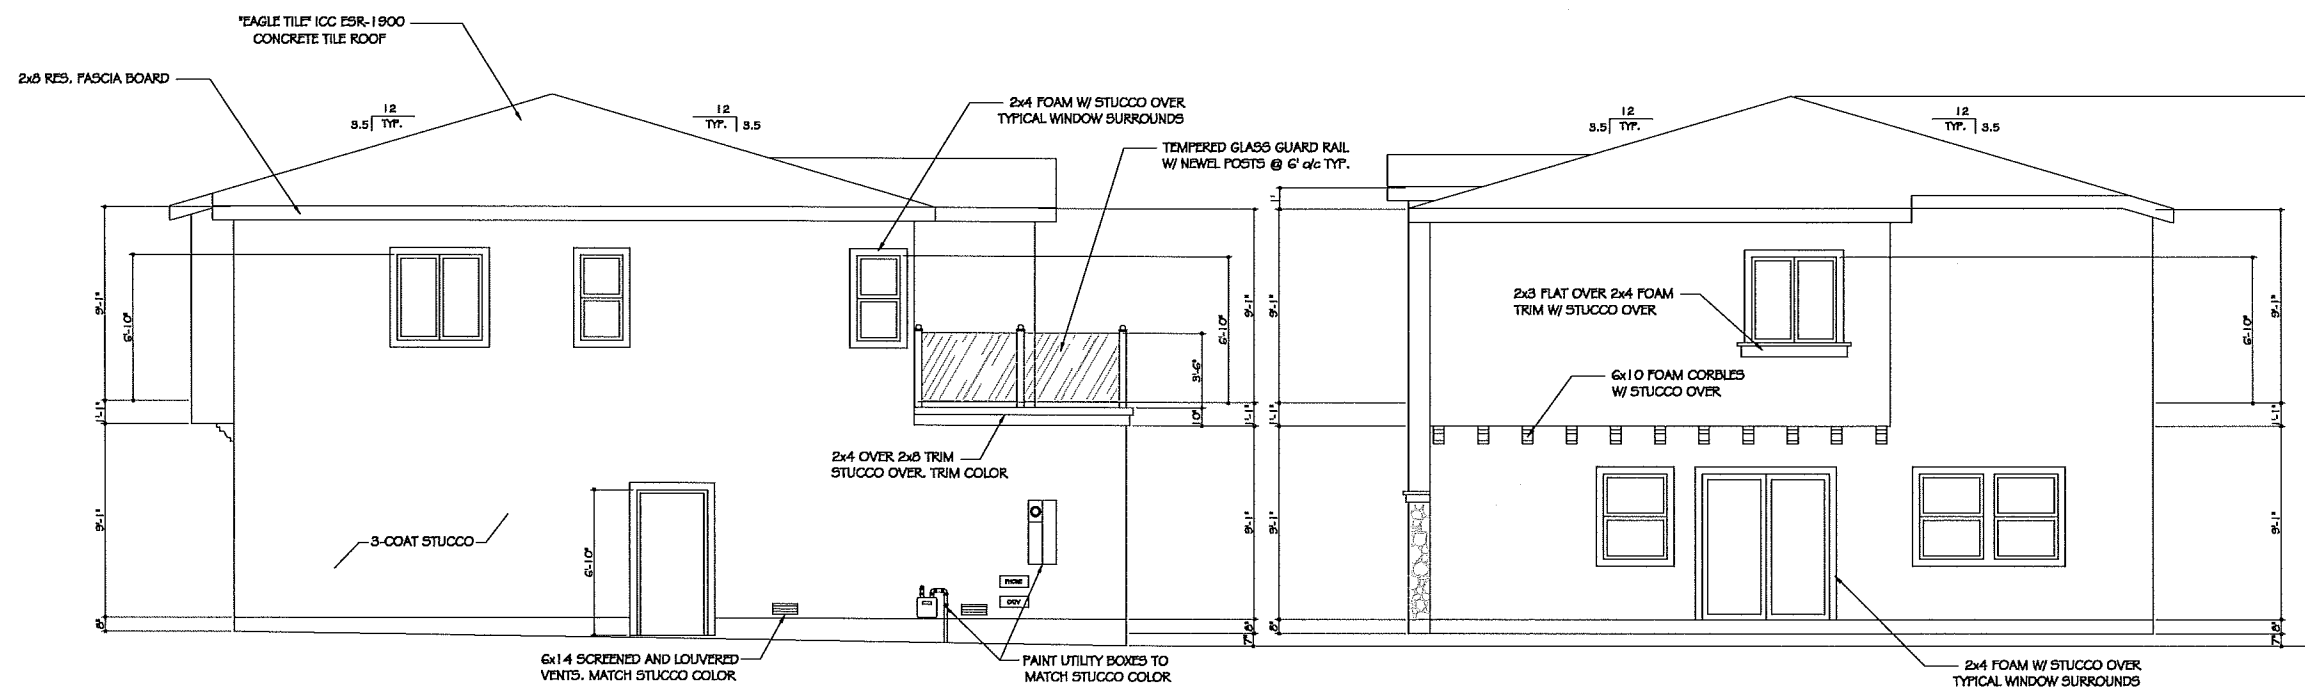 "EAGLE TILE" ICC ESR-1900
CONCRETE TILE ROOF
2x8 RES. FASCIA BOARD
12
3.5
TYP.
12
TYP.
3.5
2x4 FOAM W/ STUCCO OVER
TYPICAL WINDOW SURROUNDS
TEMPERED GLASS GUARD RAIL
W/ NEWEL POSTS @ 6' o/c TYP.
9'-1"
6'-10"
1'-1"
9'-1"
8"
3-COAT STUCCO
6'-10"
2x4 OVER 2x8 TRIM
STUCCO OVER. TRIM COLOR
3'-6"
10"
6'-10"
9'-1"
1'-1"
9'-1"
8"
7"
PHONE
6x14 SCREENED AND LOUVERED
VENTS. MATCH STUCCO COLOR
PAINT UTILITY BOXES TO
MATCH STUCCO COLOR
12
3.5
TYP.
12
TYP.
3.5
1'
9'-1"
1'-1"
9'-1"
8"
2x3 FLAT OVER 2x4 FOAM
TRIM W/ STUCCO OVER
6x10 FOAM CORBLES
W/ STUCCO OVER
6'-10"
9'-1"
1'-1"
9'-1"
8"
7"
2x4 FOAM W/ STUCCO OVER
TYPICAL WINDOW SURROUNDS